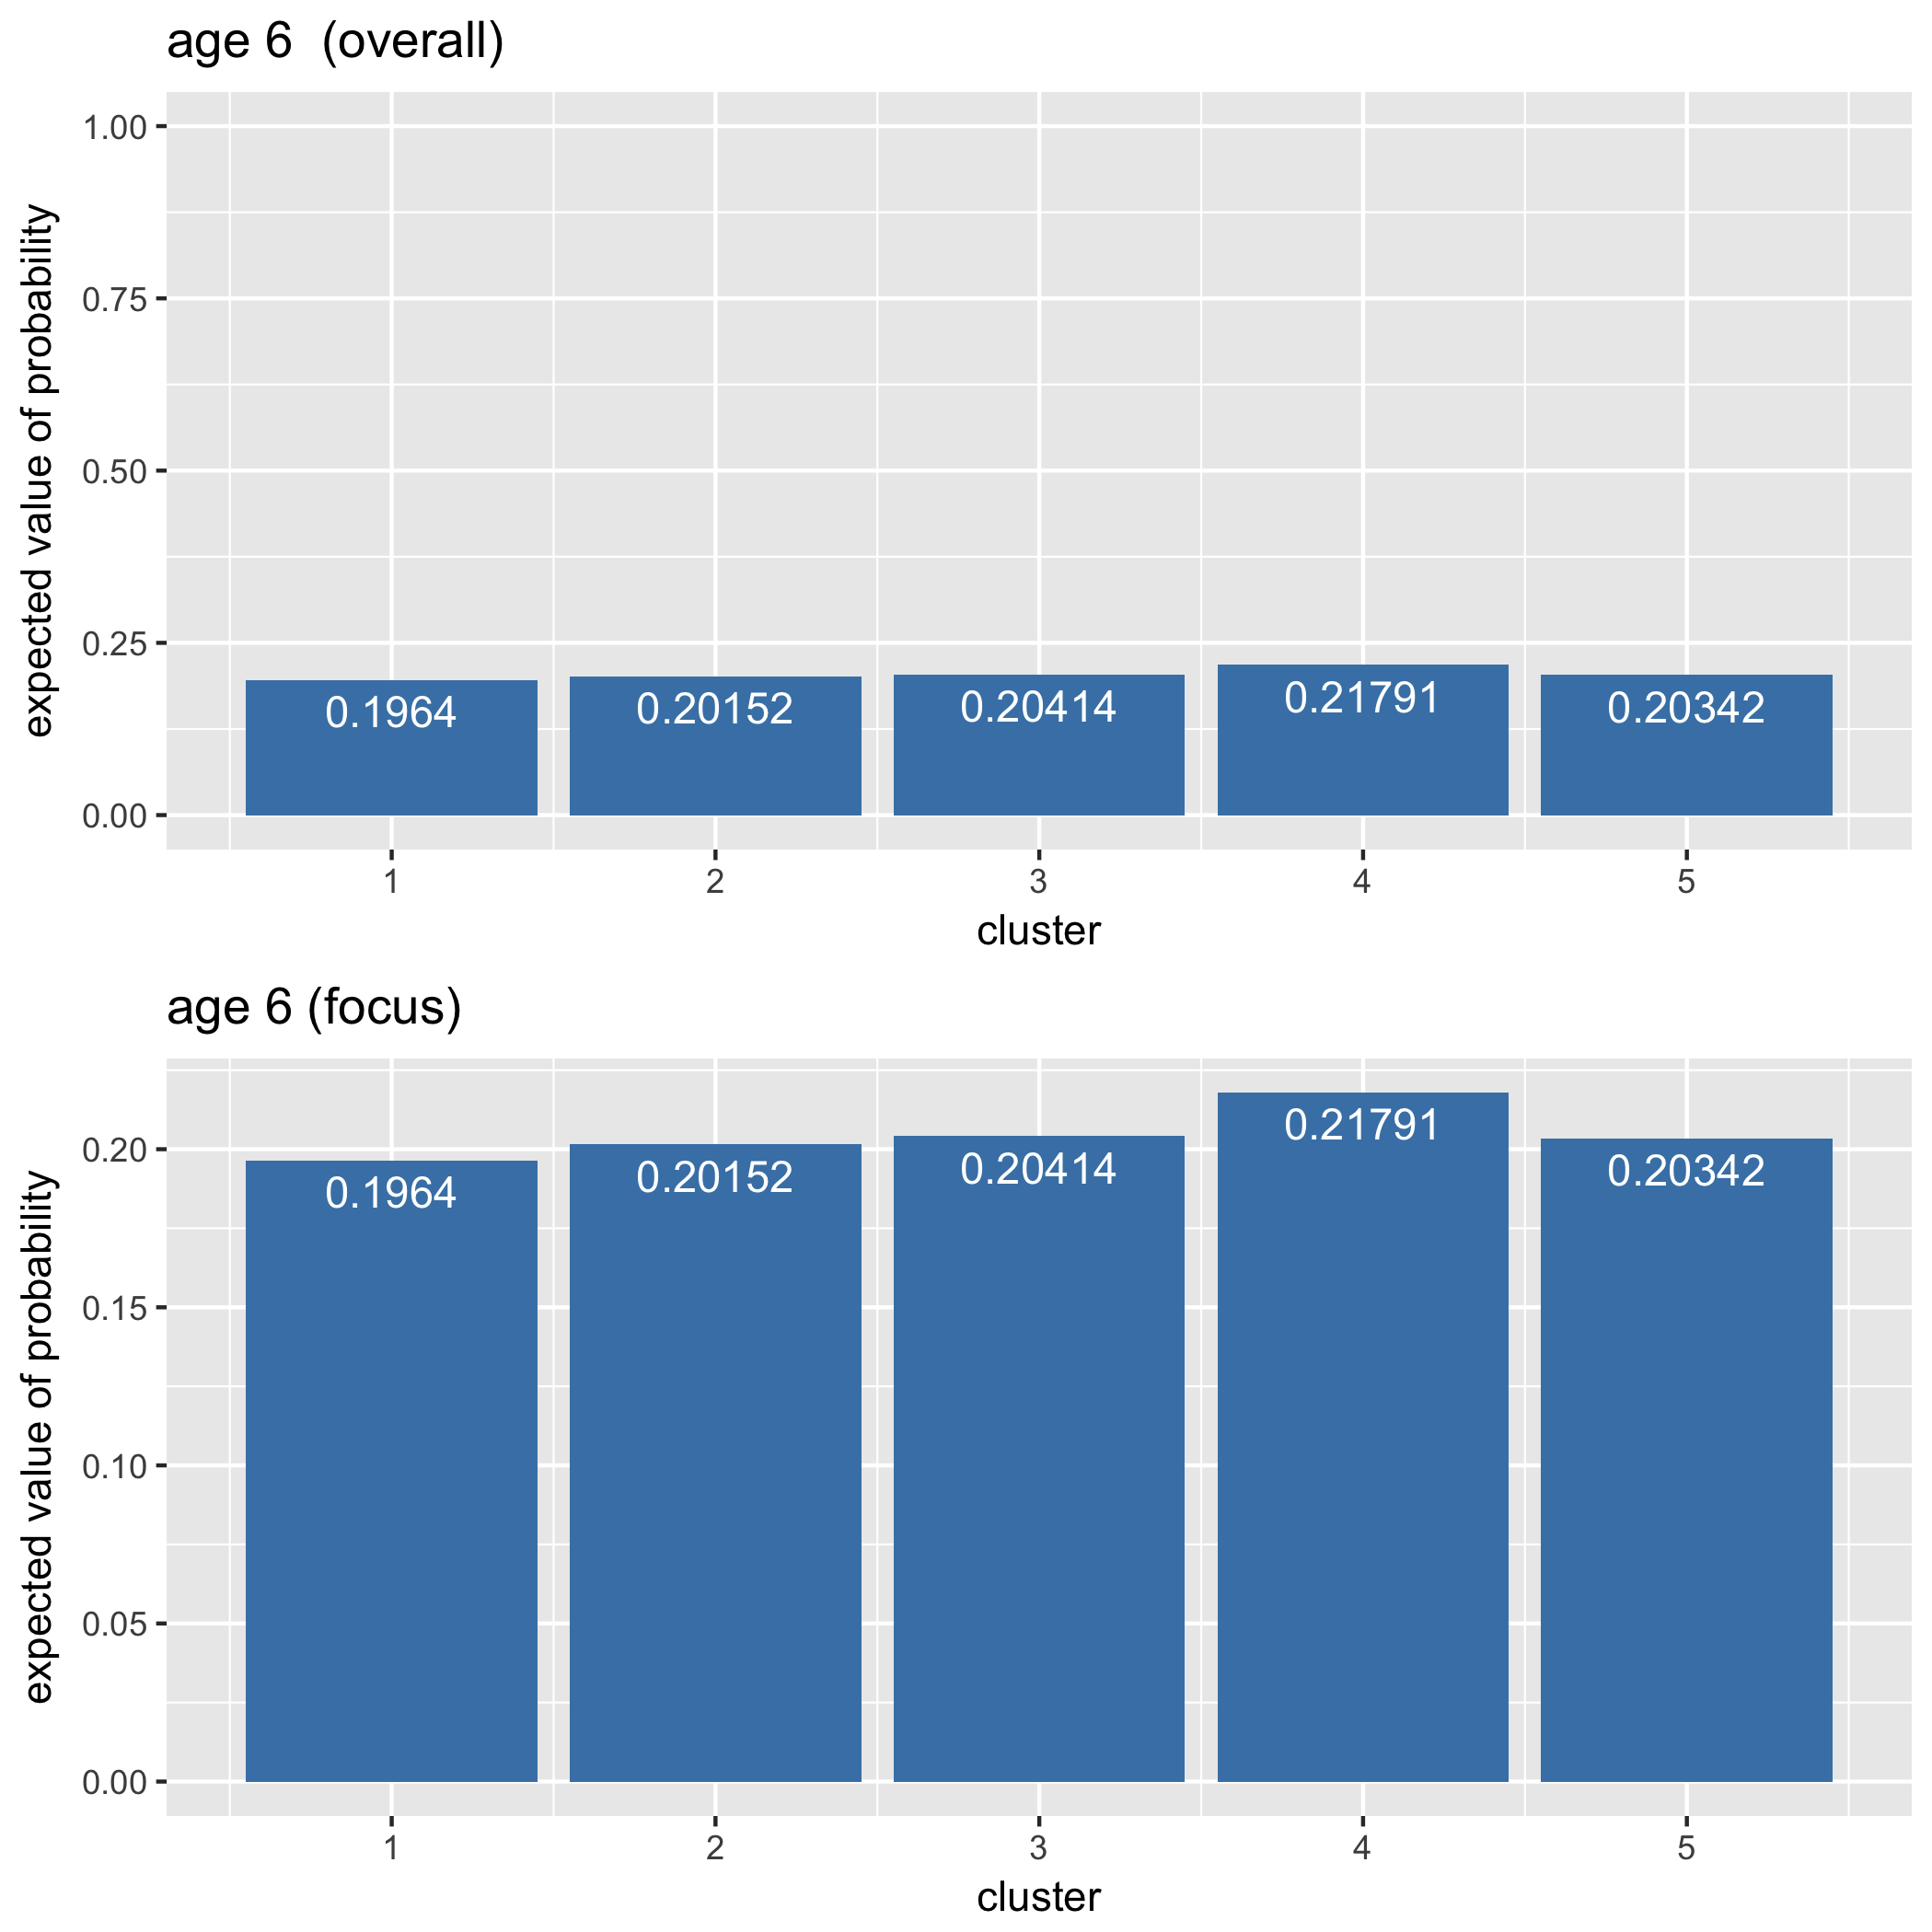 age 6  (overall)
expected value of probability
1.00
0.75
0.50
0.25
0.00
0.1964
0.20152
0.20414
0.21791
0.20342
1 2 3 4 5
cluster
age 6 (focus)
expected value of probability
0.20
0.15
0.10
0.05
0.00
0.1964
0.20152
0.20414
0.21791
0.20342
1 2 3 4 5
cluster